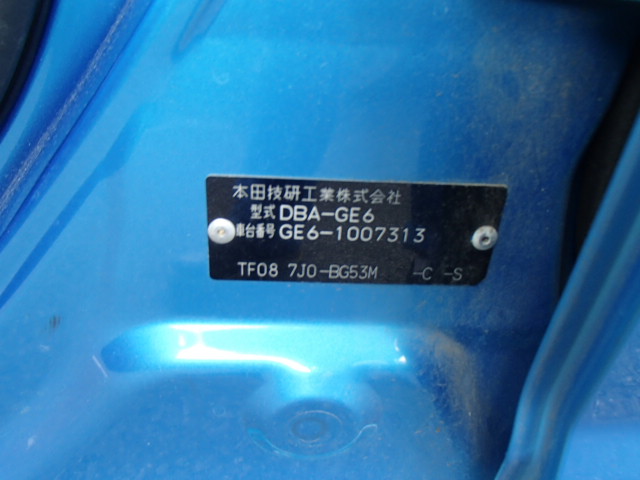 本田技研工業株式会社
型式 DBA-GE6
車台番号 GE6-1007313
TF08 7J0-BG53M -C -S